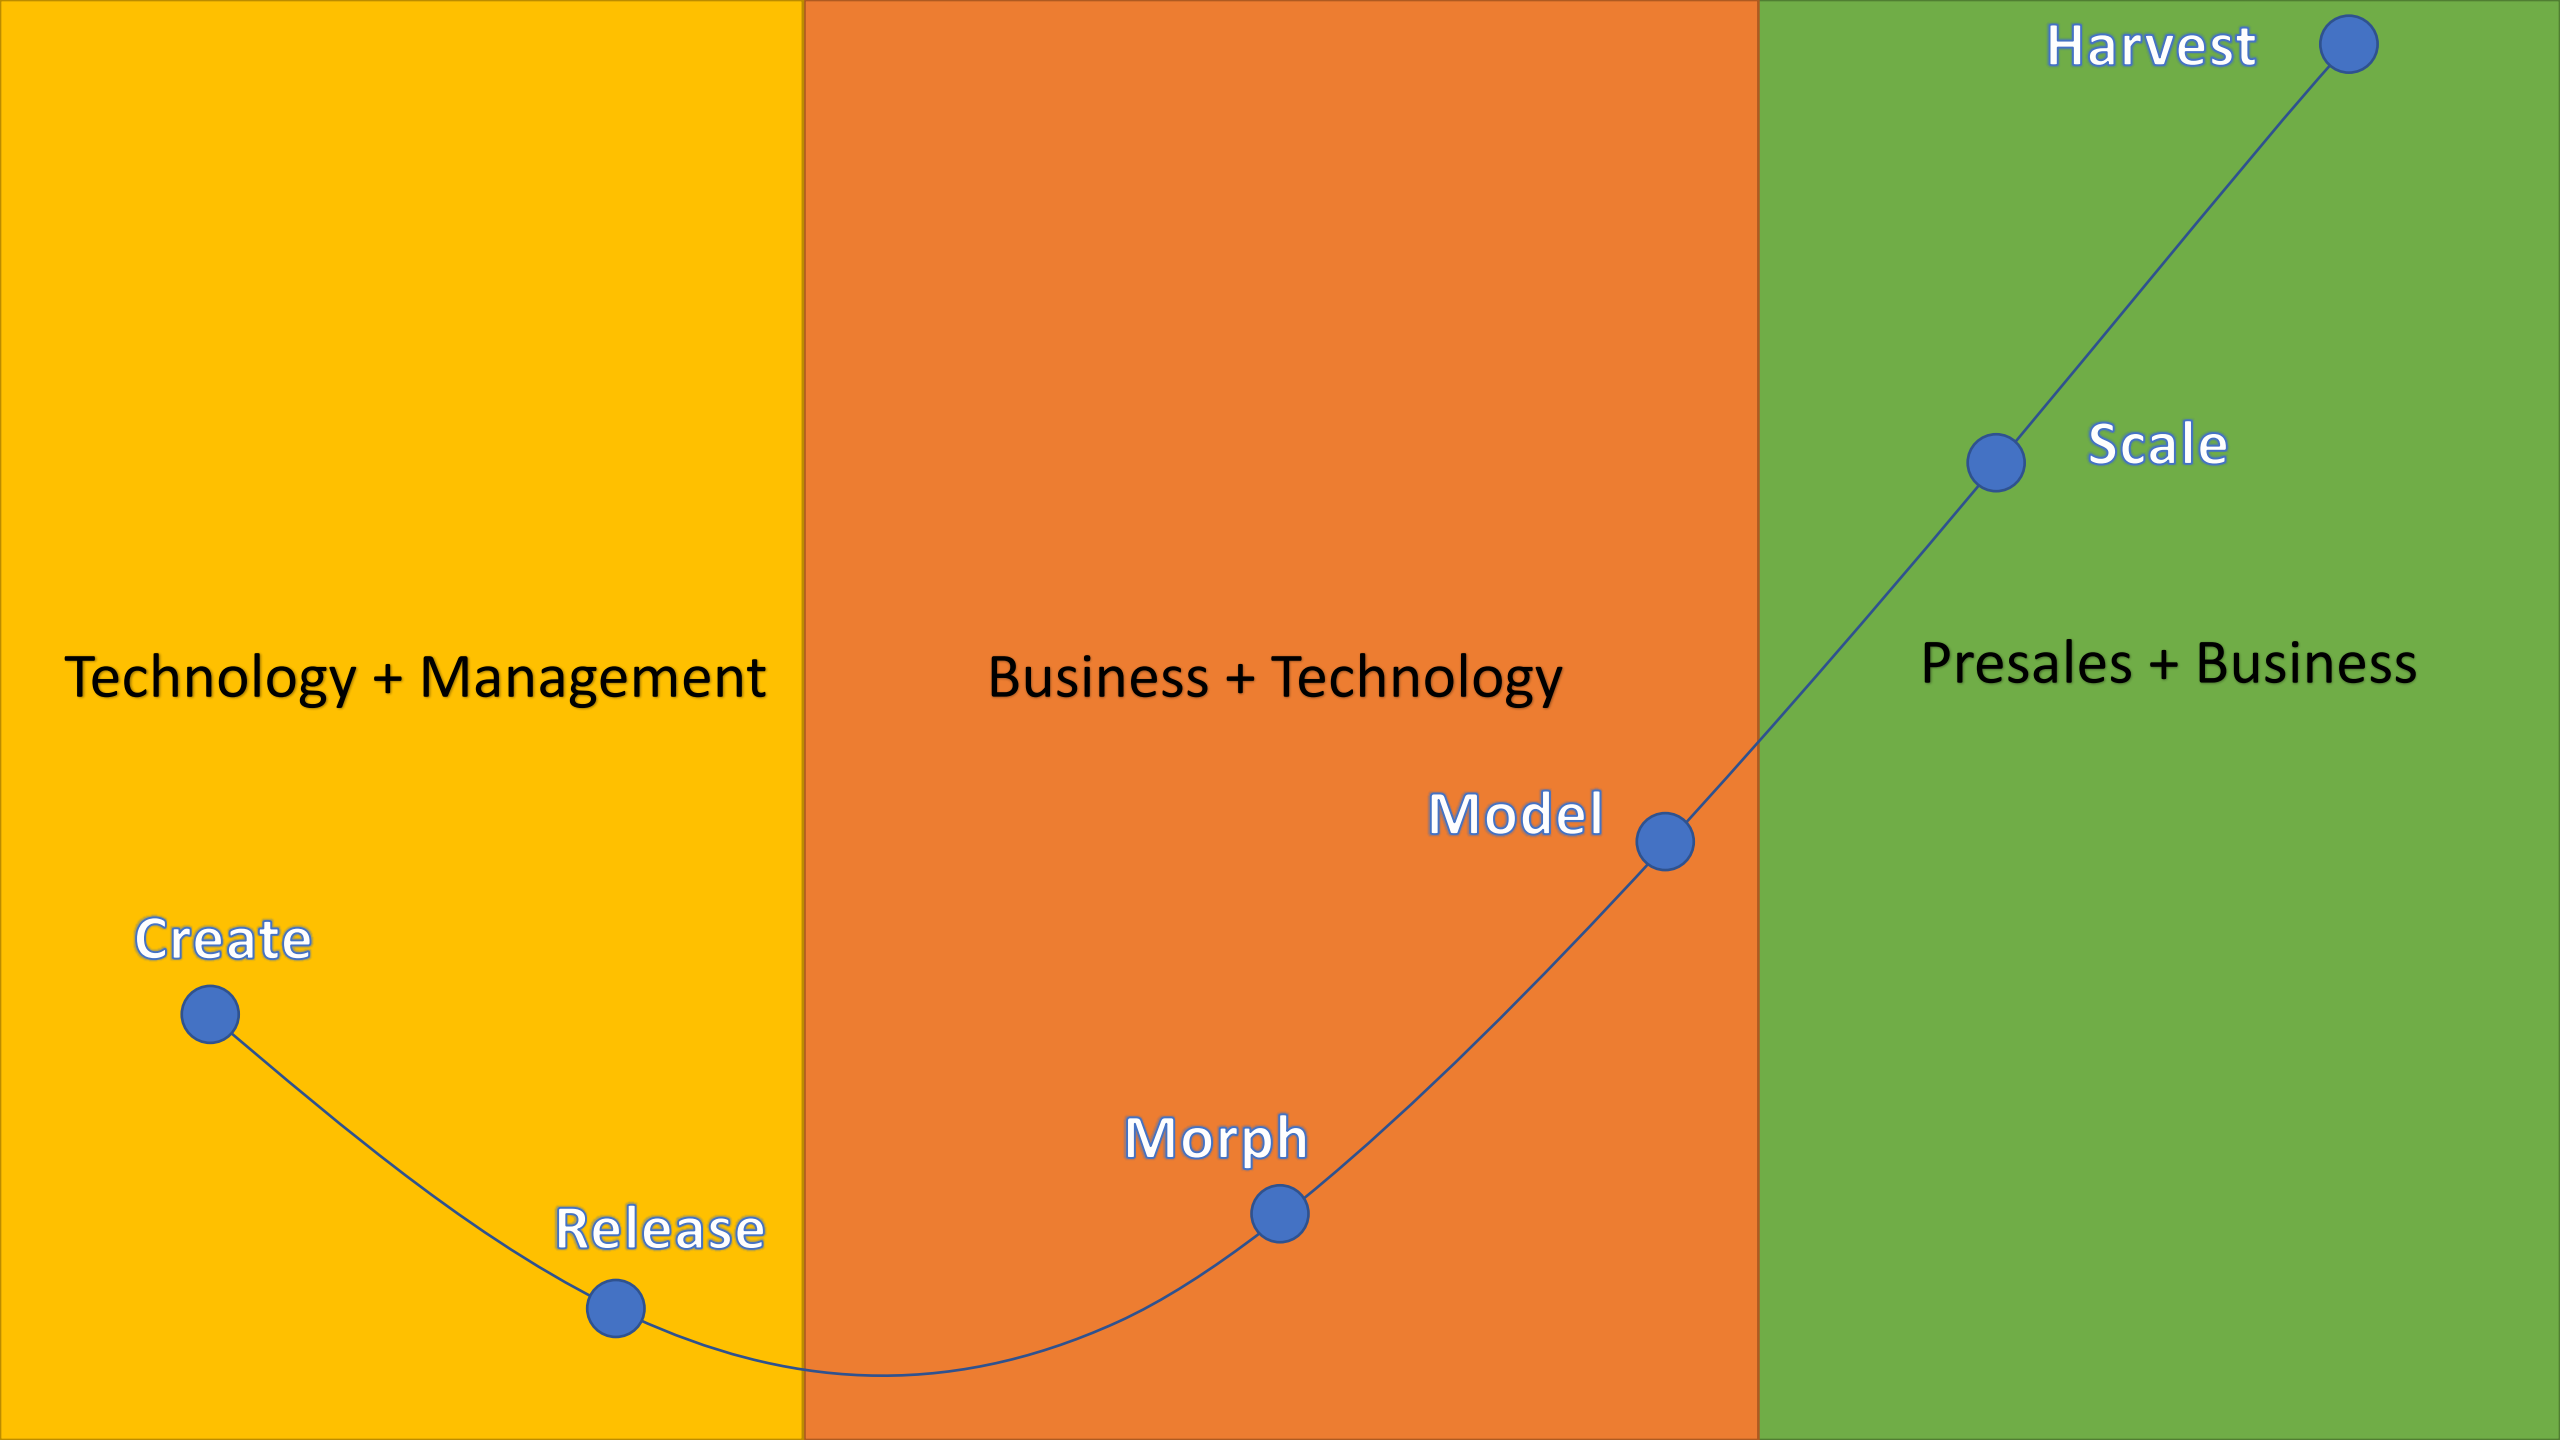 Harvest
Scale
Technology + Management
Business + Technology
Presales + Business
Model
Create
Morph
Release